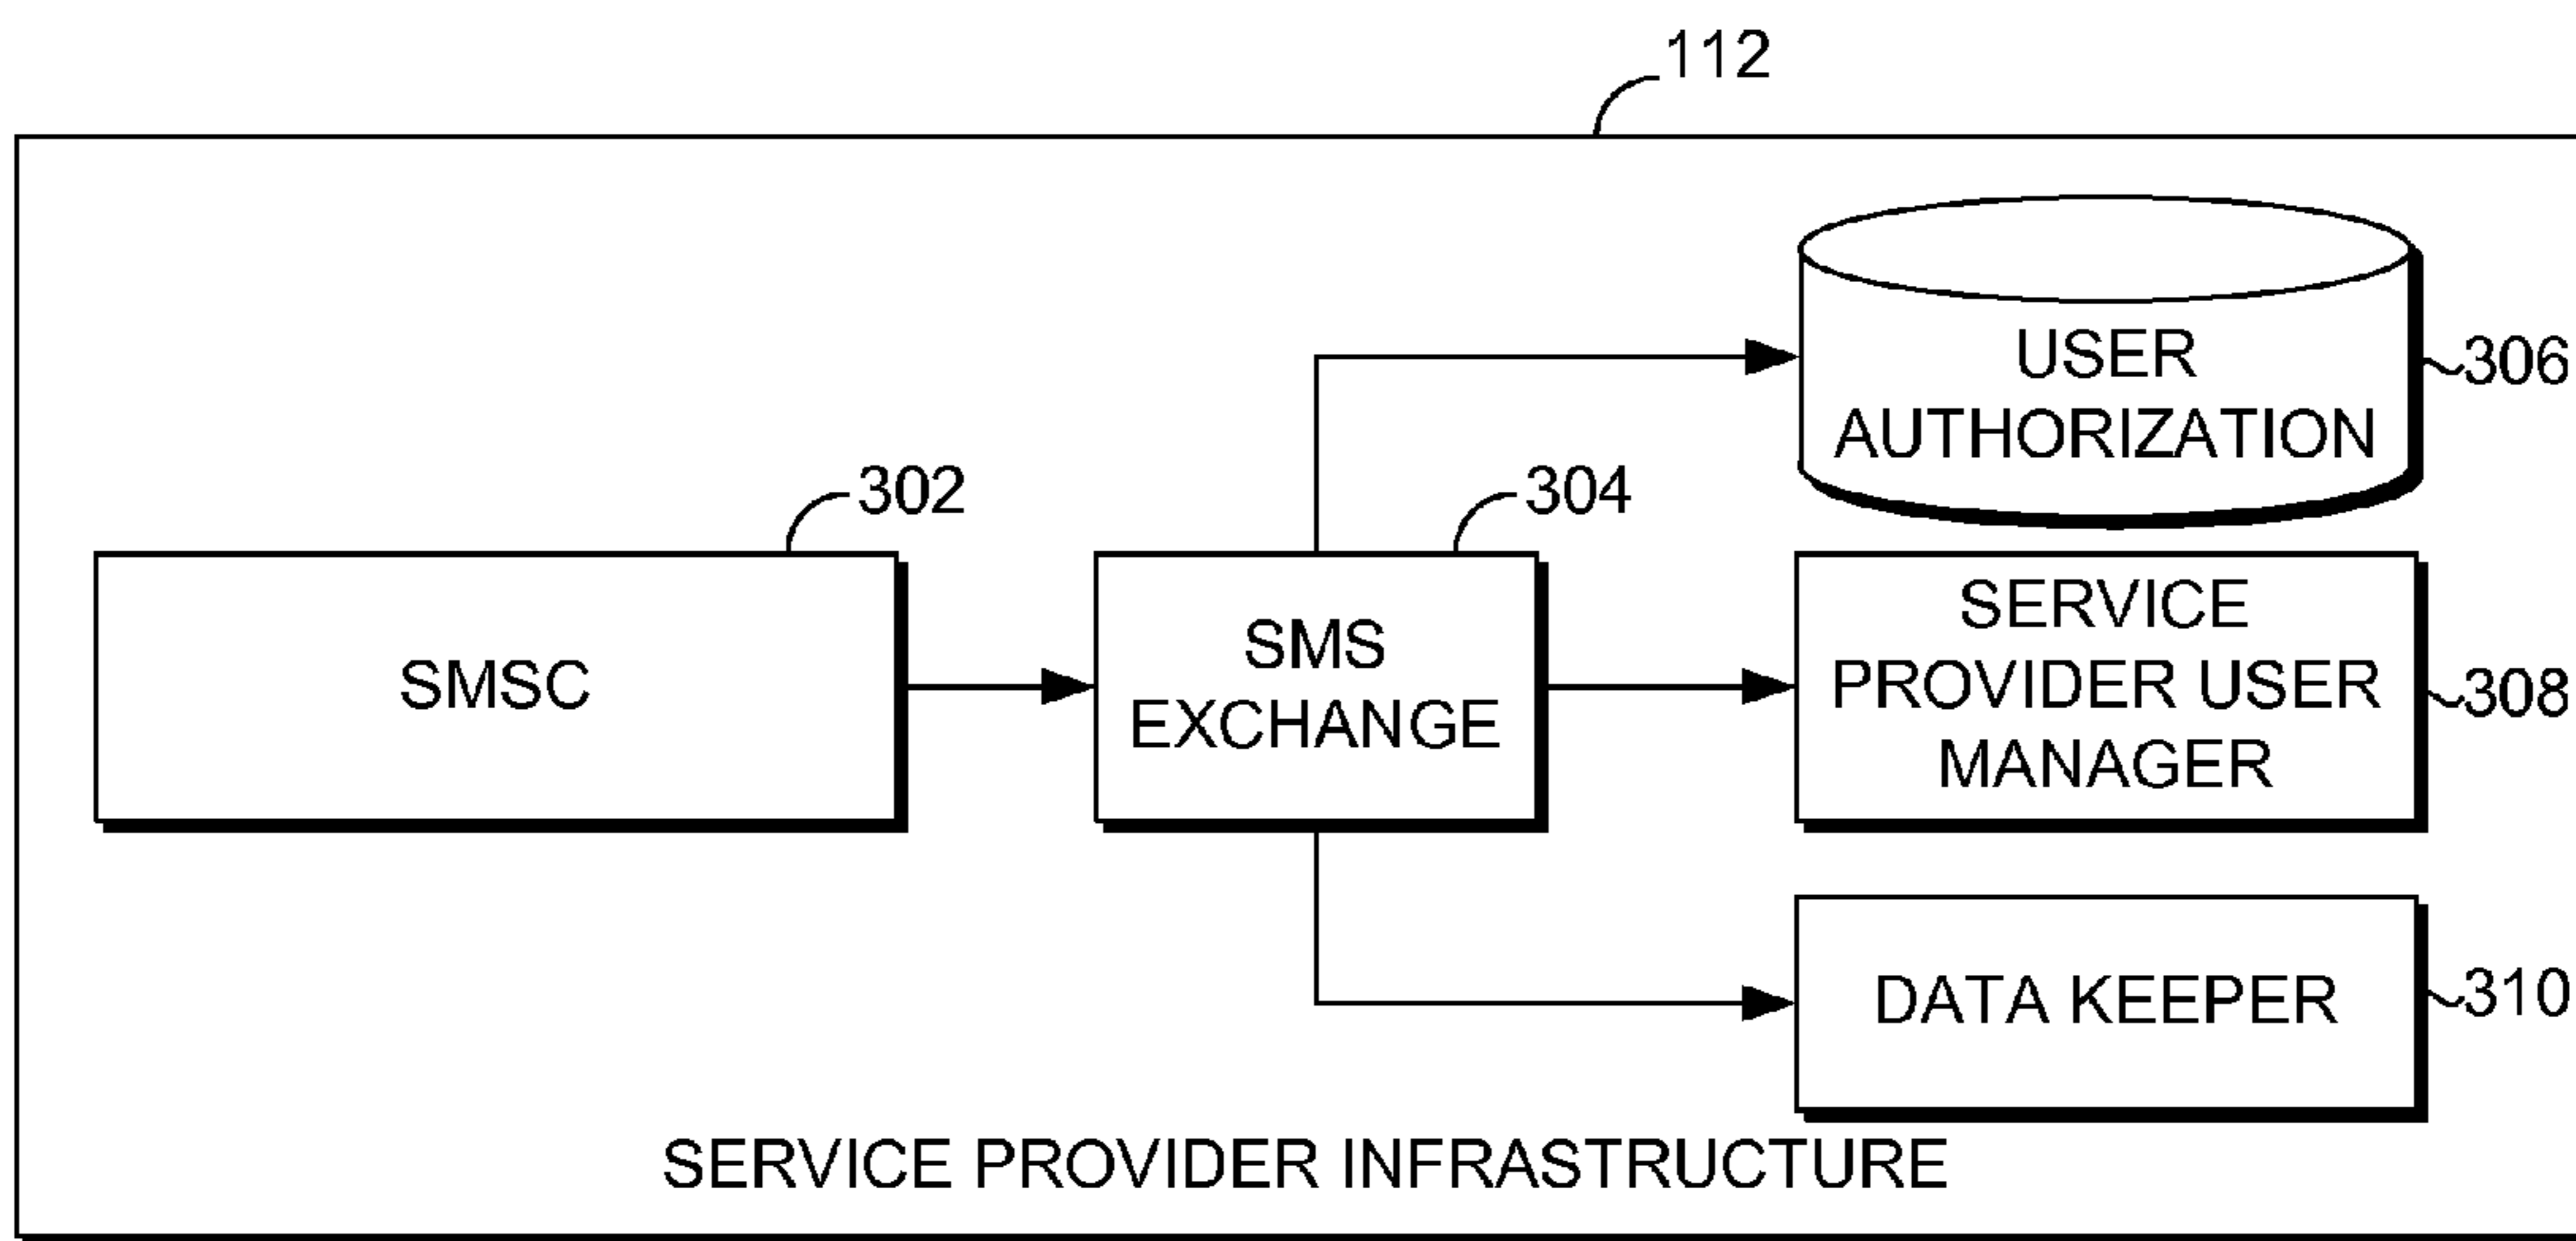 112
USER
AUTHORIZATION
306
302
304
SMSC
SMS
EXCHANGE
SERVICE
PROVIDER USER
MANAGER
308
DATA KEEPER
310
SERVICE PROVIDER INFRASTRUCTURE